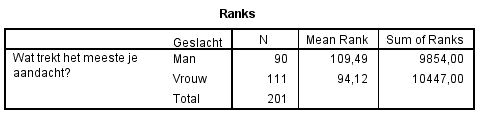 Ranks
Geslacht N Mean Rank Sum of Ranks
Wat trekt het meeste je Man 90 109,49 9854,00
aandacht? Vrouw 111 94,12 10447,00
Total 201